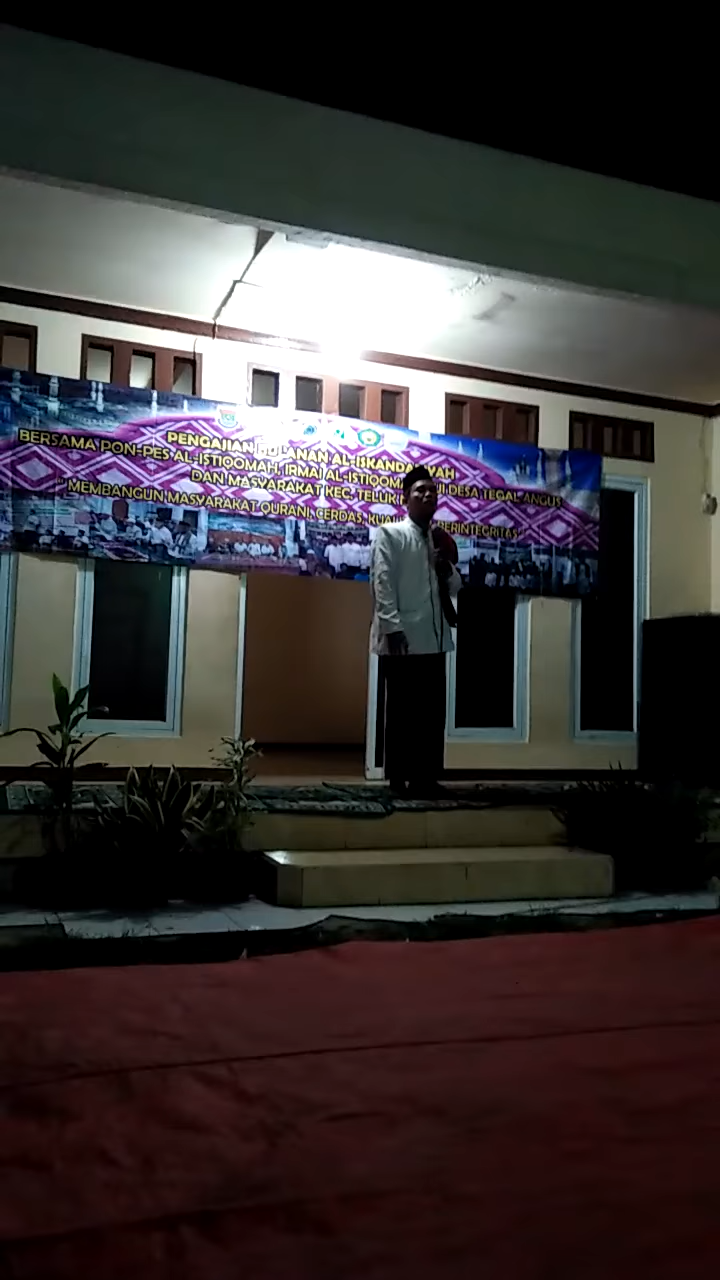 PENGAJIAN BULANAN AL-ISKANDARIYAH
BERSAMA PON-PES AL-ISTIQOMAH, IRMAI AL-ISTIQOMAH DESA TEGAL ANGUS
DAN MASYARAKAT KEC. TELUK
"MEMBANGUN MASYARAKAT QURANI, CERDAS, BERINTEGRITAS"